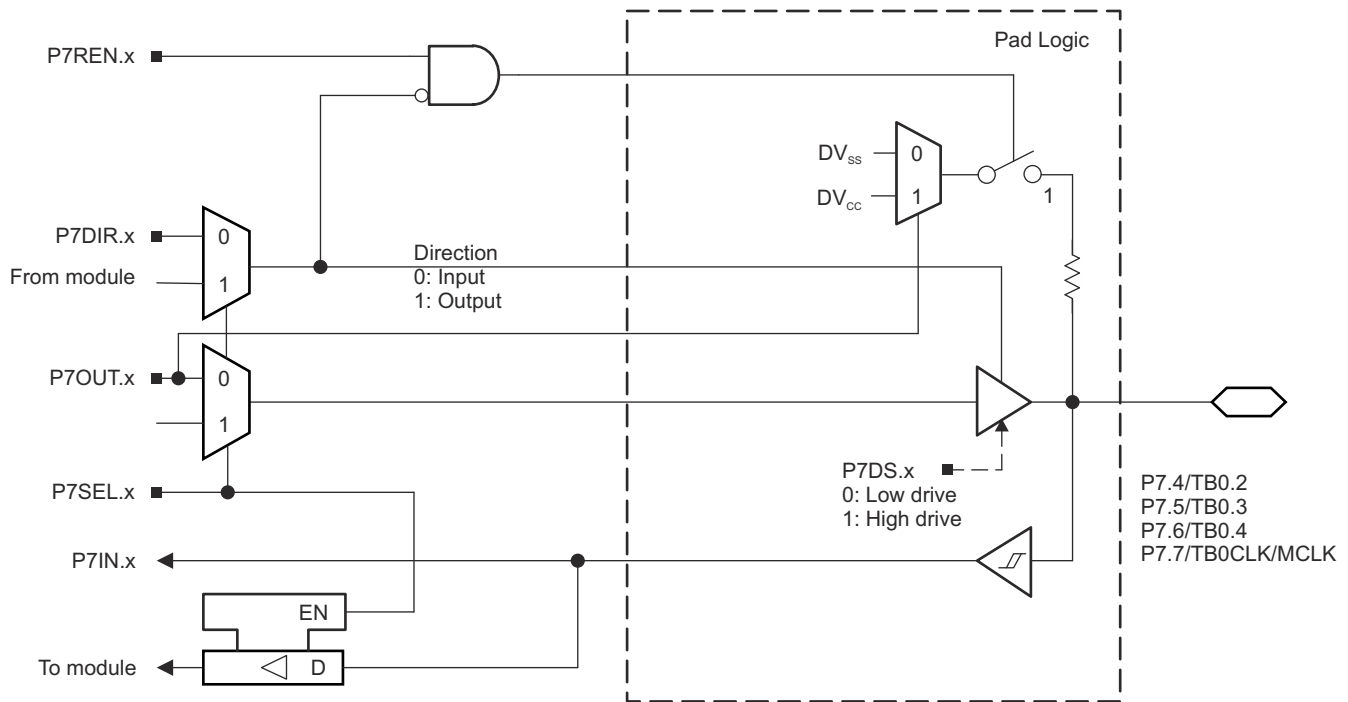 Pad Logic
P7REN.x
DVSS
0
DVCC
1
1
P7DIR.x
0
From module
1
Direction
0: Input
1: Output
P7OUT.x
0
1
P7DS.x
0: Low drive
1: High drive
P7SEL.x
P7.4/TB0.2
P7.5/TB0.3
P7.6/TB0.4
P7.7/TB0CLK/MCLK
P7IN.x
EN
To module
D